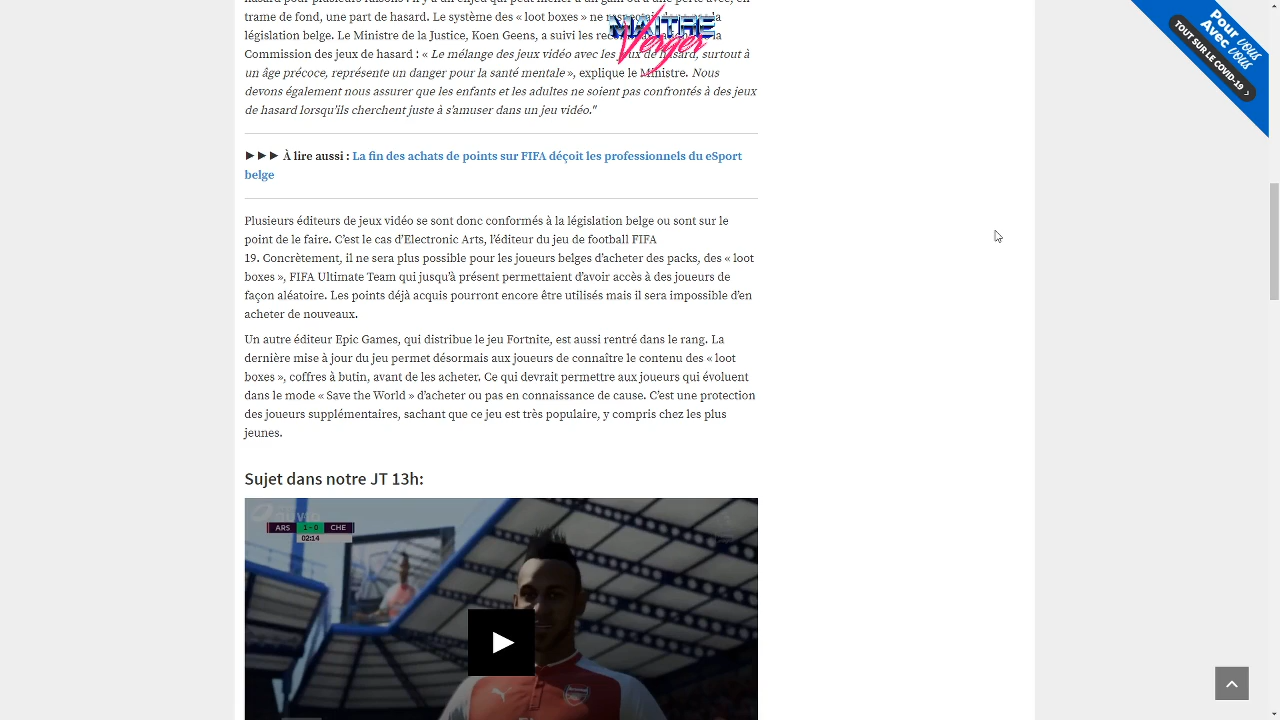 hasard pour plusieurs raisons : il y a un enjeu qui peut mener à un gain ou à une perte avec, en
trame de fond, une part de hasard. Le système des « loot boxes » ne respecte
législation belge. Le Ministre de la Justice, Koen Geens, a suivi les la
Commission des jeux de hasard : « Le mélange des jeux vidéo avec les jeux de hasard, surtout à
un âge précoce, représente un danger pour la santé mentale », explique le Ministre. Nous
devons également nous assurer que les enfants et les adultes ne soient pas confrontés à des jeux
de hasard lorsqu'ils cherchent juste à s'amuser dans un jeu vidéo."
MAITRE
Verger
Pour vous
Avec vous
TOUT SUR LE COVID-19 ›
►►► À lire aussi : La fin des achats de points sur FIFA déçoit les professionnels du eSport
belge
Plusieurs éditeurs de jeux vidéo se sont donc conformés à la législation belge ou sont sur le
point de le faire. C’est le cas d’Electronic Arts, l’éditeur du jeu de football FIFA
19. Concrètement, il ne sera plus possible pour les joueurs belges d’acheter des packs, des « loot
boxes », FIFA Ultimate Team qui jusqu’à présent permettaient d’avoir accès à des joueurs de
façon aléatoire. Les points déjà acquis pourront encore être utilisés mais il sera impossible d’en
acheter de nouveaux.
Un autre éditeur Epic Games, qui distribue le jeu Fortnite, est aussi rentré dans le rang. La
dernière mise à jour du jeu permet désormais aux joueurs de connaître le contenu des « loot
boxes », coffres à butin, avant de les acheter. Ce qui devrait permettre aux joueurs qui évoluent
dans le mode « Save the World » d’acheter ou pas en connaissance de cause. C’est une protection
des joueurs supplémentaires, sachant que ce jeu est très populaire, y compris chez les plus
jeunes.
Sujet dans notre JT 13h:
auvio
ARS 1 - 0 CHE
02:14